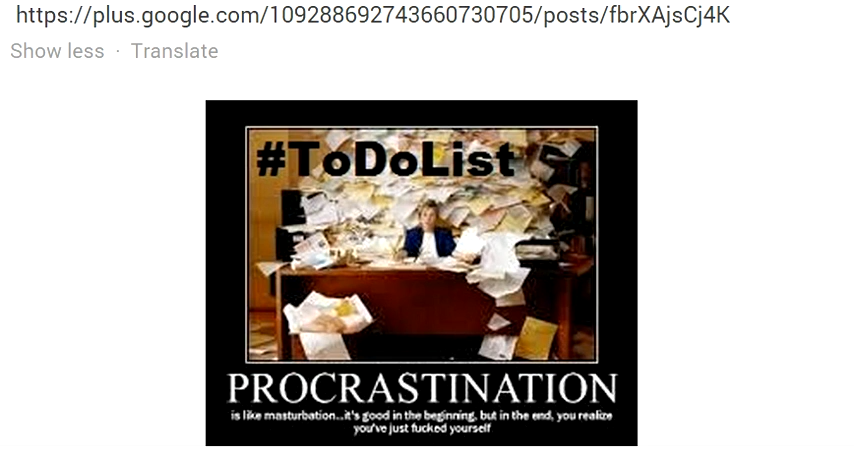 https://plus.google.com/109288692743660730705/posts/fbrXAjsCj4K
Show less · Translate
#ToDoList
PROCRASTINATION
is like masturbation...it's good in the beginning, but in the end, you realize
you've just fucked yourself